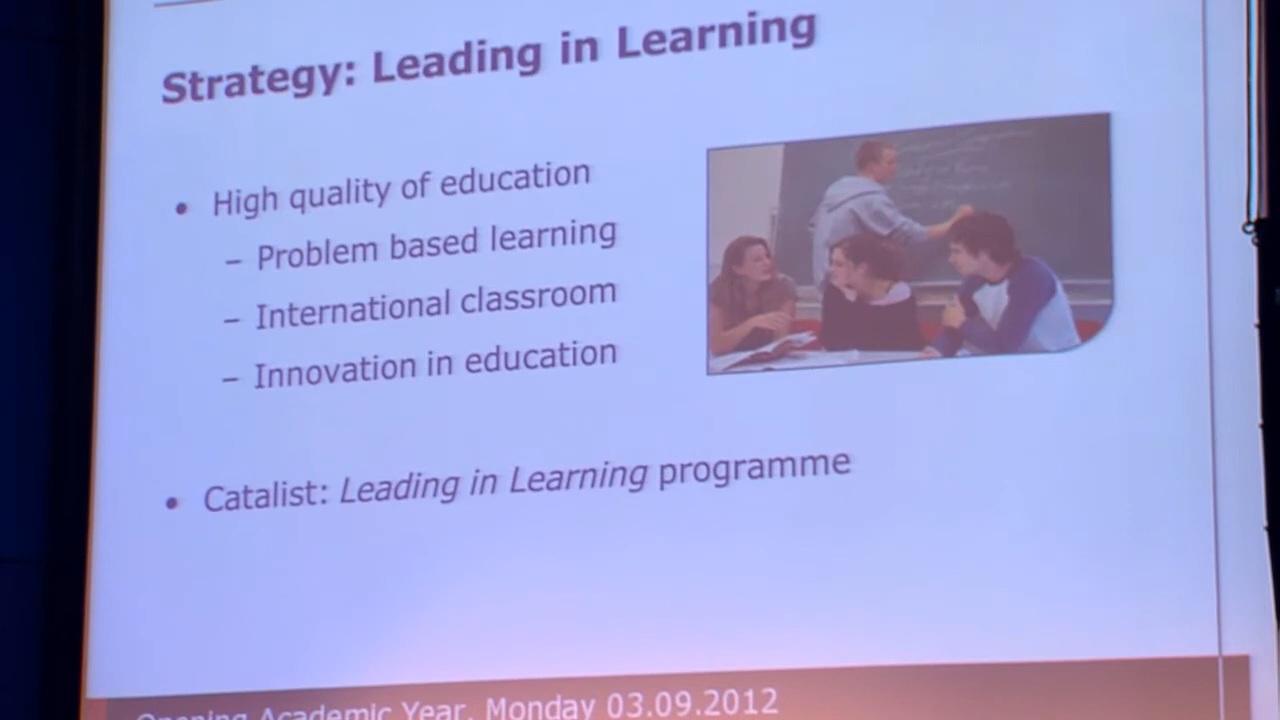 Strategy: Leading in Learning
• High quality of education
– Problem based learning
– International classroom
– Innovation in education
• Catalist: Leading in Learning programme
Opening Academic Year, Monday 03.09.2012